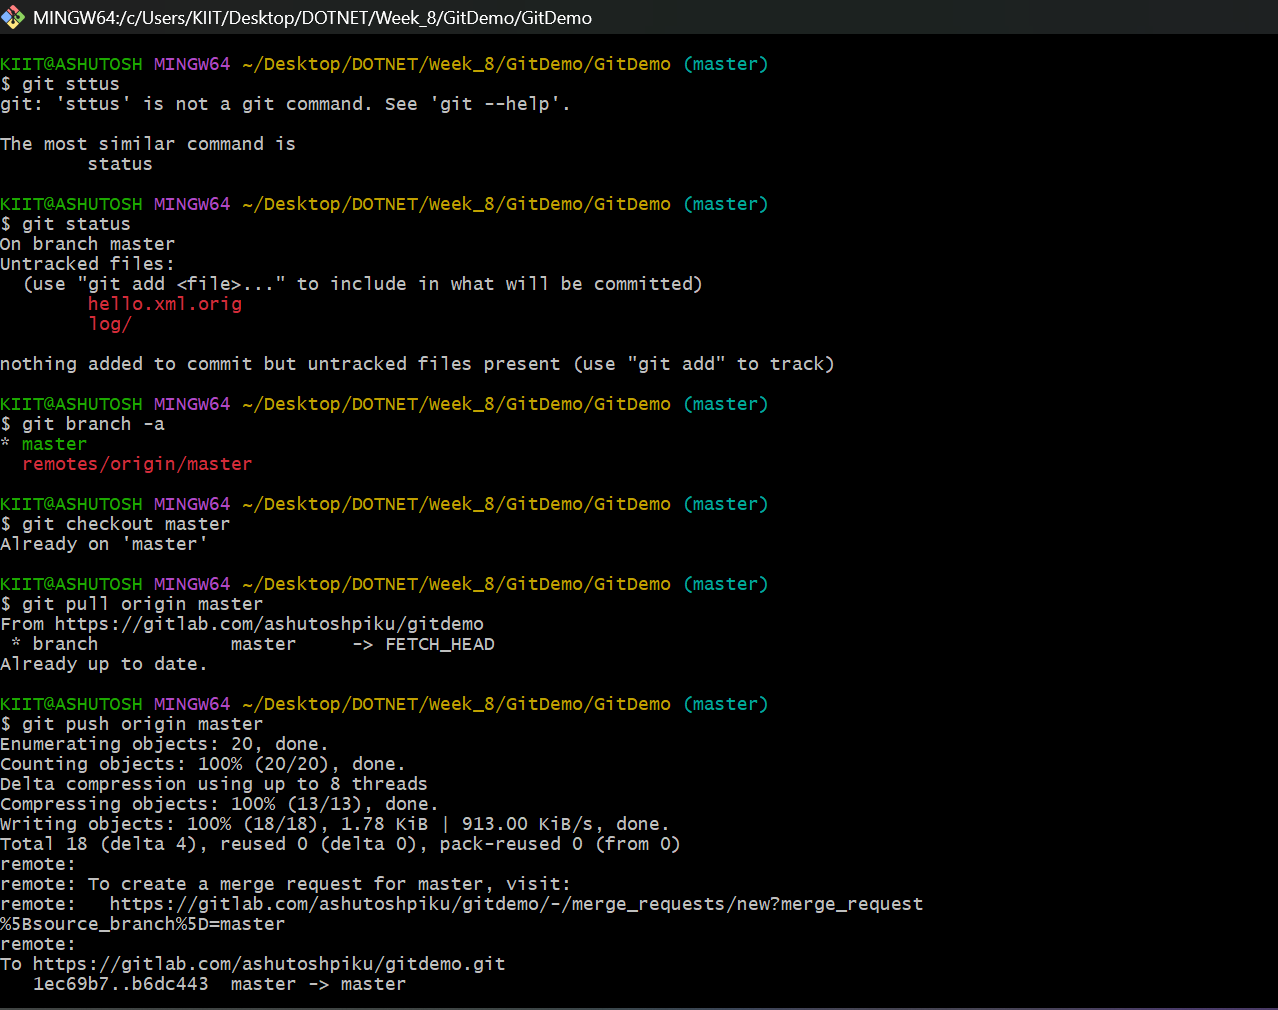 MINGW64:/c/Users/KIIT/Desktop/DOTNET/Week_8/GitDemo/GitDemo
KIIT@ASHUTOSH MINGW64 ~/Desktop/DOTNET/Week_8/GitDemo/GitDemo (master)
$ git sttus
git: 'sttus' is not a git command. See 'git --help'.
The most similar command is
        status
KIIT@ASHUTOSH MINGW64 ~/Desktop/DOTNET/Week_8/GitDemo/GitDemo (master)
$ git status
On branch master
Untracked files:
  (use "git add <file>..." to include in what will be committed)
        hello.xml.orig
        log/
nothing added to commit but untracked files present (use "git add" to track)
KIIT@ASHUTOSH MINGW64 ~/Desktop/DOTNET/Week_8/GitDemo/GitDemo (master)
$ git branch -a
* master
  remotes/origin/master
KIIT@ASHUTOSH MINGW64 ~/Desktop/DOTNET/Week_8/GitDemo/GitDemo (master)
$ git checkout master
Already on 'master'
KIIT@ASHUTOSH MINGW64 ~/Desktop/DOTNET/Week_8/GitDemo/GitDemo (master)
$ git pull origin master
From https://gitlab.com/ashutoshpiku/gitdemo
 * branch            master     -> FETCH_HEAD
Already up to date.
KIIT@ASHUTOSH MINGW64 ~/Desktop/DOTNET/Week_8/GitDemo/GitDemo (master)
$ git push origin master
Enumerating objects: 20, done.
Counting objects: 100% (20/20), done.
Delta compression using up to 8 threads
Compressing objects: 100% (13/13), done.
Writing objects: 100% (18/18), 1.78 KiB | 913.00 KiB/s, done.
Total 18 (delta 4), reused 0 (delta 0), pack-reused 0 (from 0)
remote:
remote: To create a merge request for master, visit:
remote:   https://gitlab.com/ashutoshpiku/gitdemo/-/merge_requests/new?merge_request
%5Bsource_branch%5D=master
remote:
To https://gitlab.com/ashutoshpiku/gitdemo.git
   1ec69b7..b6dc443  master -> master